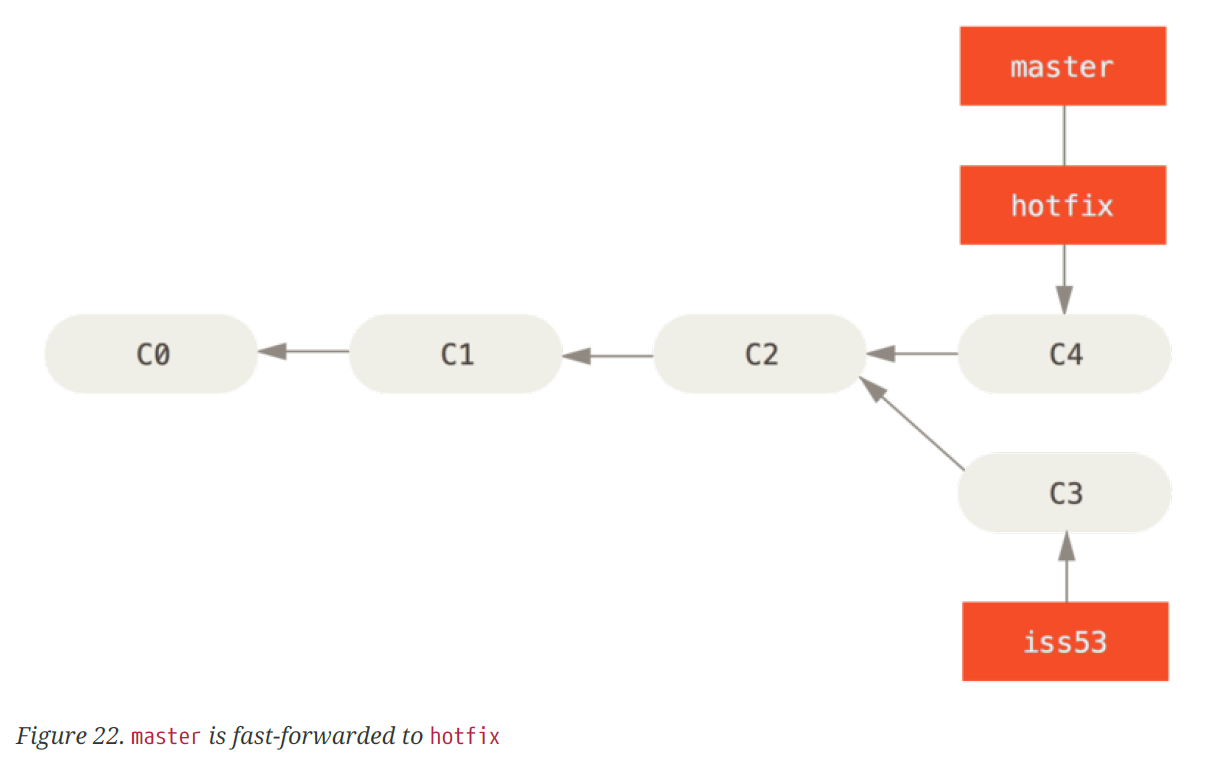 master
hotfix
C0 C1 C2 C4
C3
iss53
Figure 22. master is fast-forwarded to hotfix